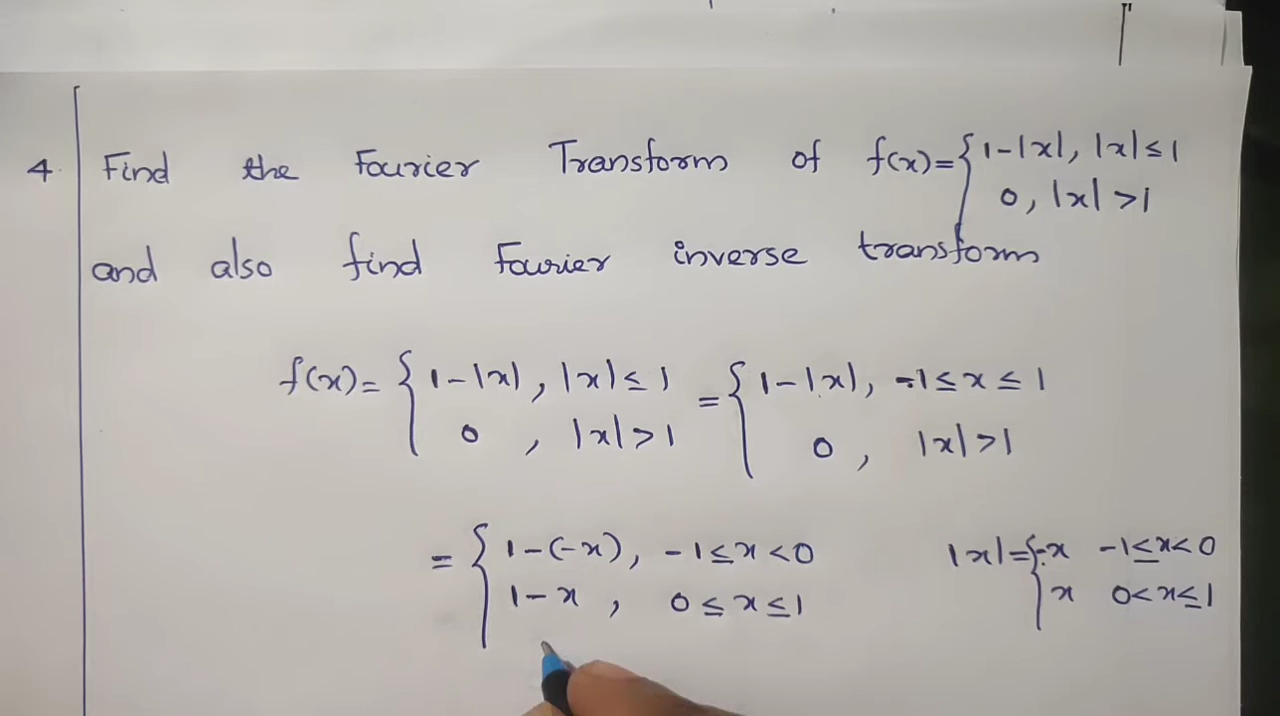 4. Find the Fourier Transform of f(x)= { 1-|x|, |x|≤1
0, |x|>1
and also find Fourier inverse transform
f(x)= { 1-|x|, |x|≤1 = { 1-|x|, -1≤x≤1
0, |x|>1 0, |x|>1
= { 1-(-x), -1≤x<0 |x|= { -x -1≤x<0
1-x, 0≤x≤1 x 0<x≤1